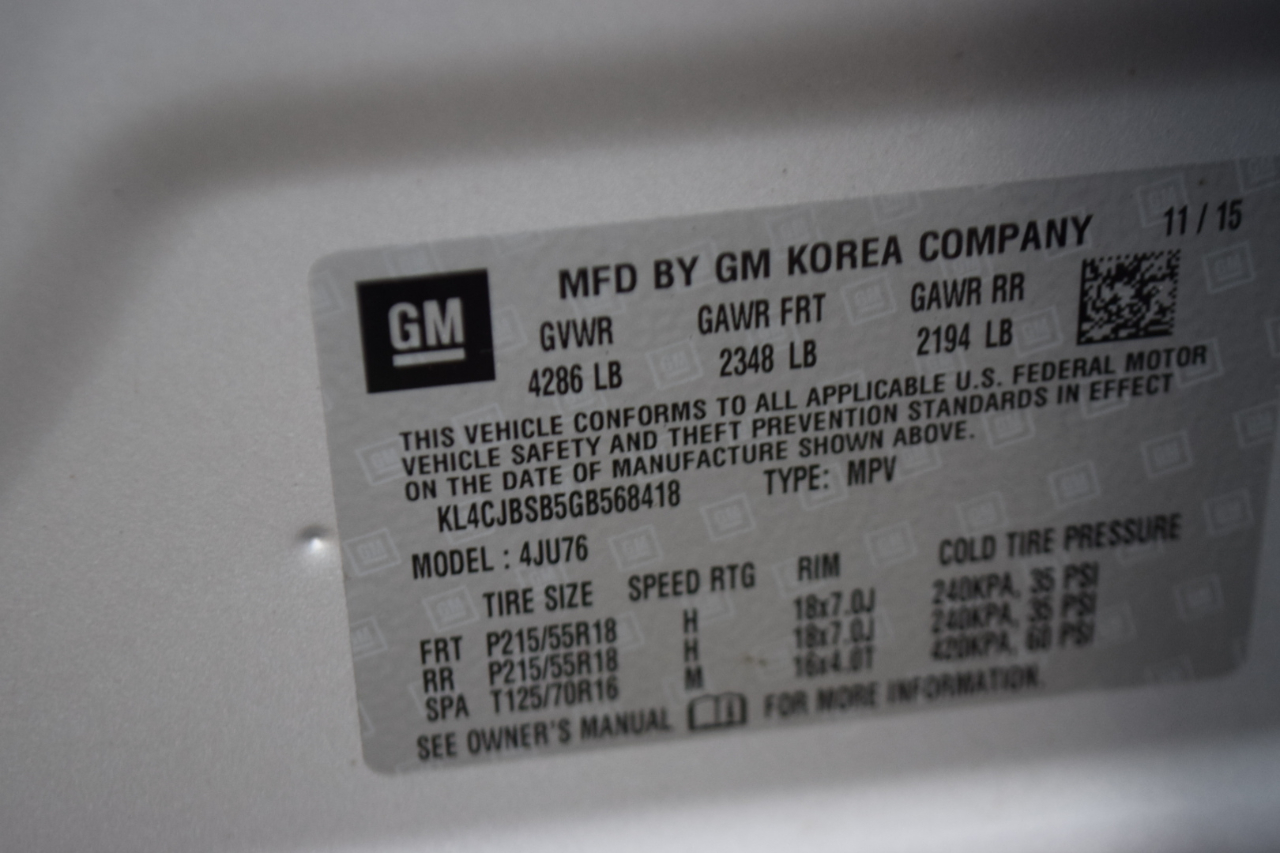 MFD BY GM KOREA COMPANY 11 / 15
GM
GVWR GAWR FRT GAWR RR
4286 LB 2348 LB 2194 LB
THIS VEHICLE CONFORMS TO ALL APPLICABLE U.S. FEDERAL MOTOR
VEHICLE SAFETY AND THEFT PREVENTION STANDARDS IN EFFECT
ON THE DATE OF MANUFACTURE SHOWN ABOVE.
KL4CJBSB5GB568418 TYPE: MPV
MODEL : 4JU76
TIRE SIZE SPEED RTG RIM COLD TIRE PRESSURE
FRT P215/55R18 H 18x7.0J 240KPA, 35 PSI
RR P215/55R18 H 18x7.0J 240KPA, 35 PSI
SPA T125/70R16 M 16x4.0T 420KPA, 60 PSI
SEE OWNER'S MANUAL FOR MORE INFORMATION.